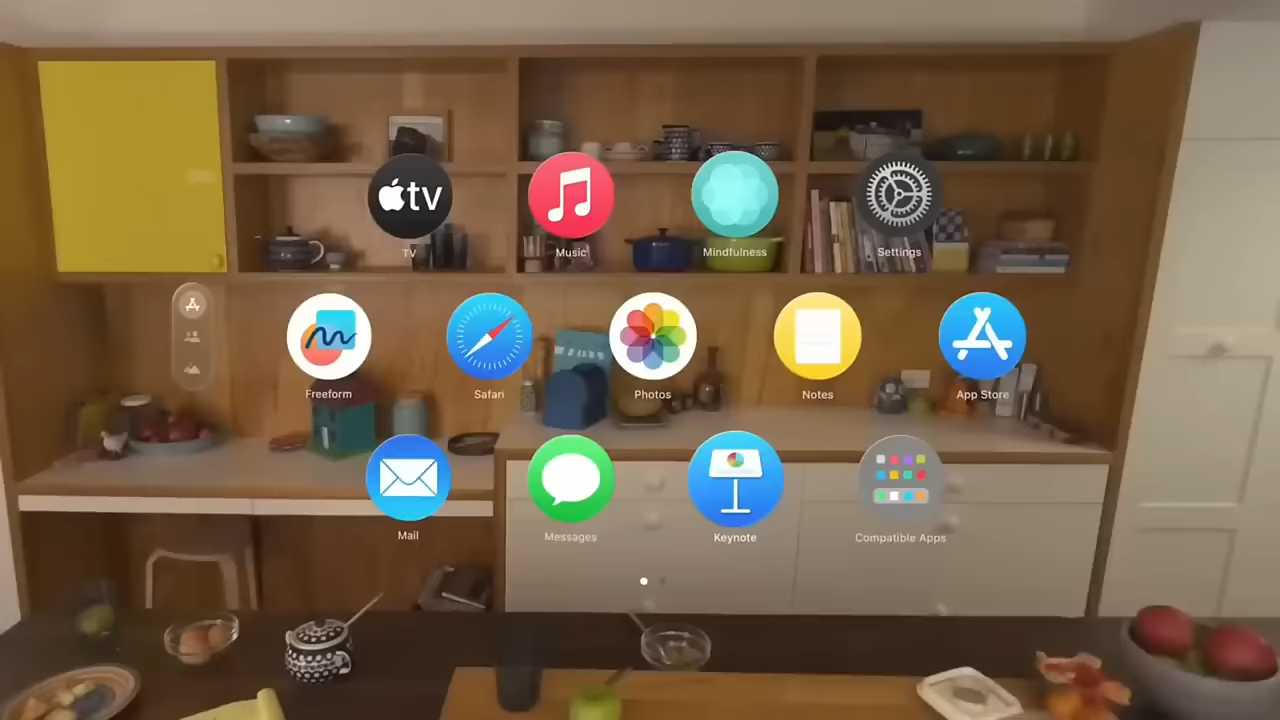 tv
TV
Music
Mindfulness
Settings
Freeform
Safari
Photos
Notes
App Store
Mail
Messages
Keynote
Compatible Apps